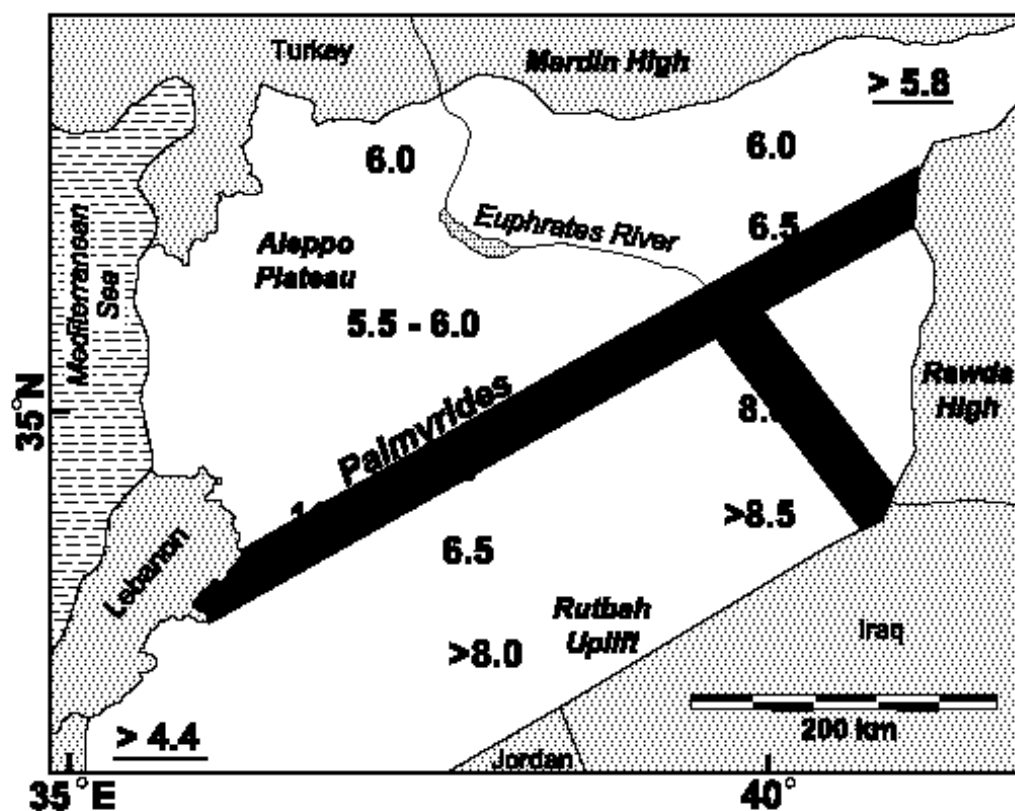 Turkey
Mardin High
> 5.8
6.0
6.0
Mediterranean
Sea
Aleppo
Plateau
Euphrates River
6.5
5.5 - 6.0
35°N
Palmyrides
Rawda
High
>8.5
6.5
Lebanon
Rutbah
Uplift
Iraq
>8.0
> 4.4
200 km
Jordan
35°E
40°